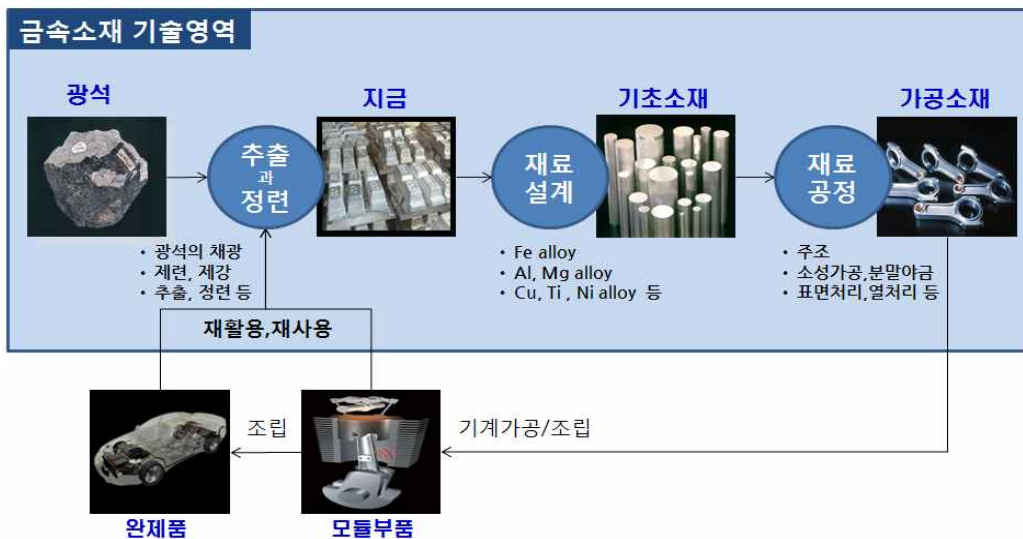 금속소재 기술영역
광석
지금
기초소재
가공소재
추출
과
정련
재료
설계
재료
공정
• 광석의 채광
• 제련, 제강
• 추출, 정련 등
• Fe alloy
• Al, Mg alloy
• Cu, Ti , Ni alloy 등
• 주조
• 소성가공,분말야금
• 표면처리,열처리 등
재활용,재사용
조립
기계가공/조립
완제품
모듈부품